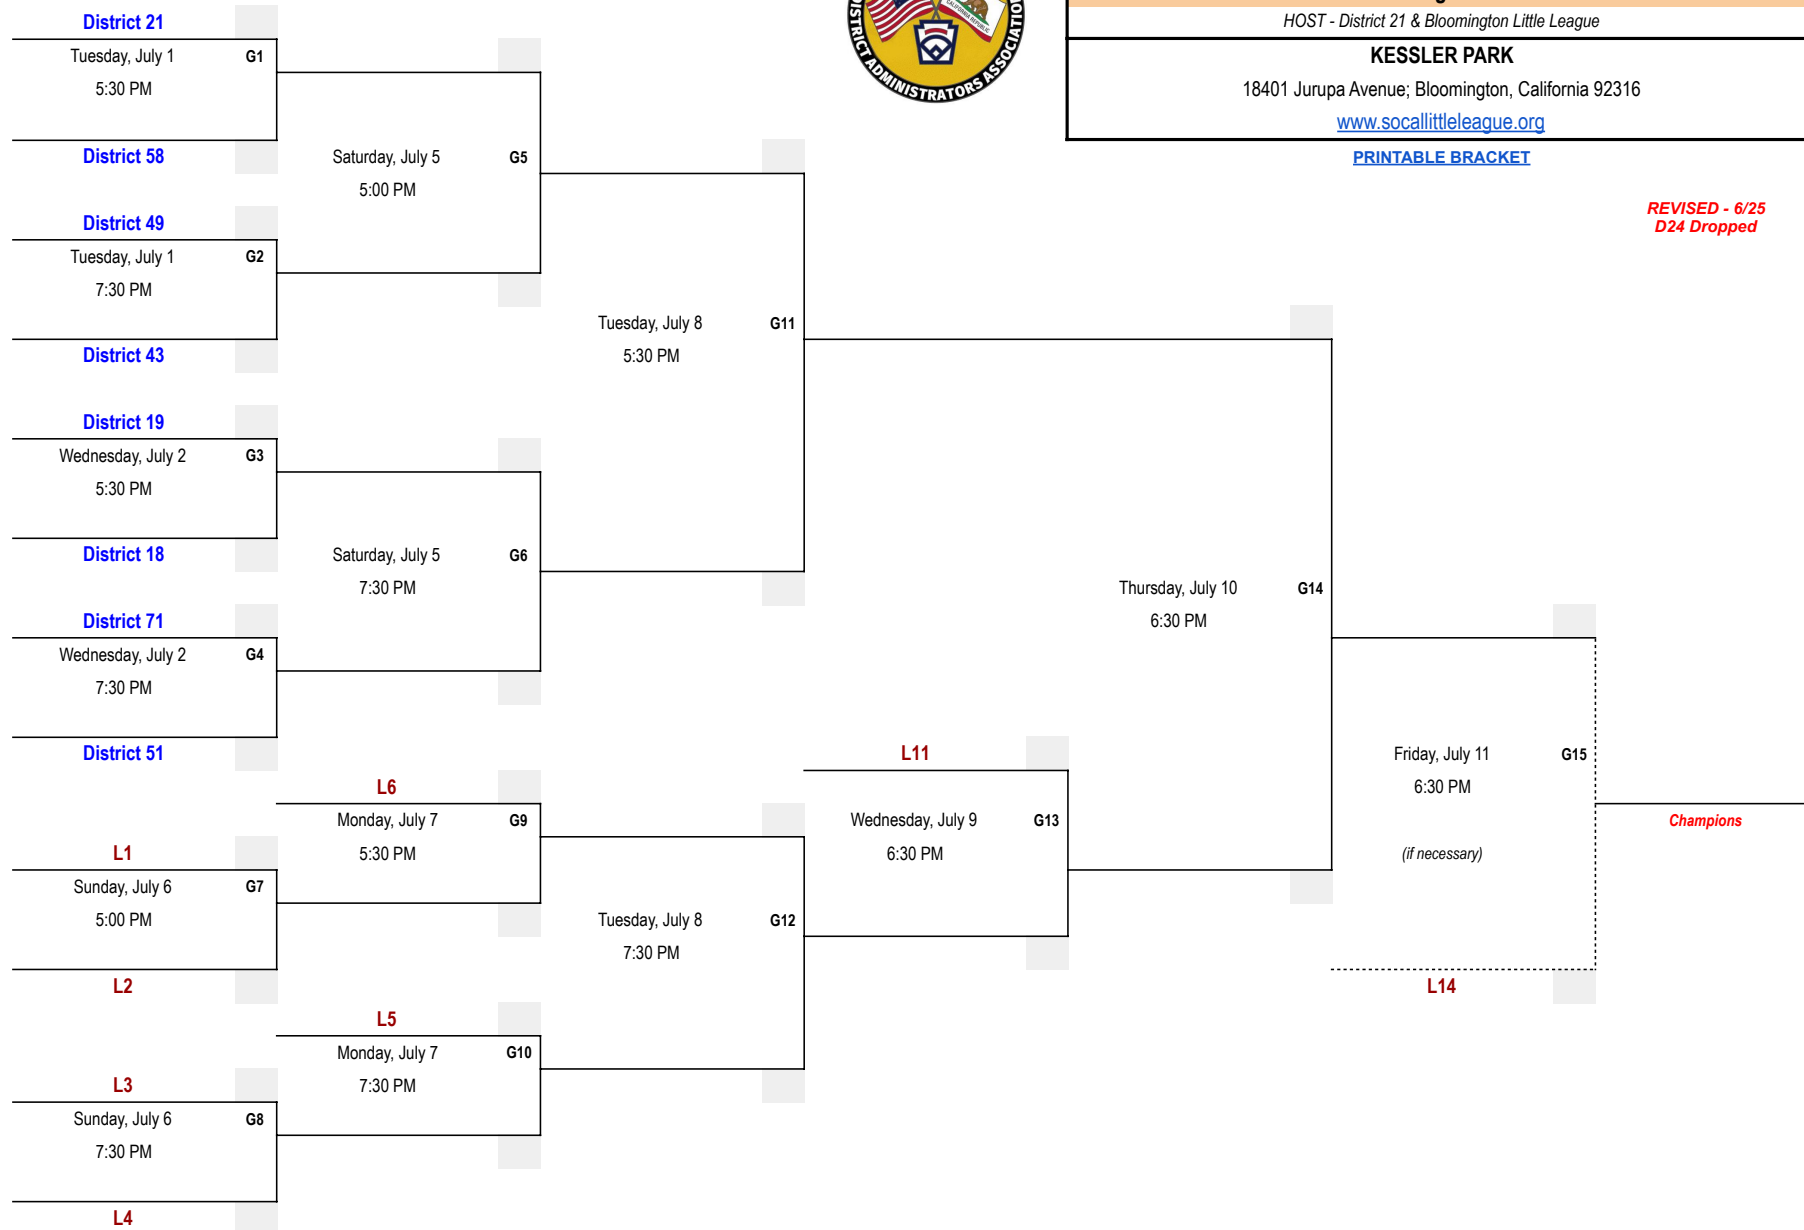 DISTRICT ADMINISTRATORS ASSOCIATION
CALIFORNIA REPUBLIC
HOST - District 21 & Bloomington Little League
KESSLER PARK
18401 Jurupa Avenue; Bloomington, California 92316
www.socallittleleague.org
PRINTABLE BRACKET
REVISED - 6/25
D24 Dropped
District 21
Tuesday, July 1 G1
5:30 PM
District 58
District 49
Tuesday, July 1 G2
7:30 PM
District 43
District 19
Wednesday, July 2 G3
5:30 PM
District 18
District 71
Wednesday, July 2 G4
7:30 PM
District 51
L1
Sunday, July 6 G7
5:00 PM
L2
L3
Sunday, July 6 G8
7:30 PM
L4
Saturday, July 5 G5
5:00 PM
Saturday, July 5 G6
7:30 PM
L6
Monday, July 7 G9
5:30 PM
L5
Monday, July 7 G10
7:30 PM
Tuesday, July 8 G11
5:30 PM
Tuesday, July 8 G12
7:30 PM
L11
Wednesday, July 9 G13
6:30 PM
Thursday, July 10 G14
6:30 PM
Friday, July 11 G15
6:30 PM
(if necessary)
L14
Champions